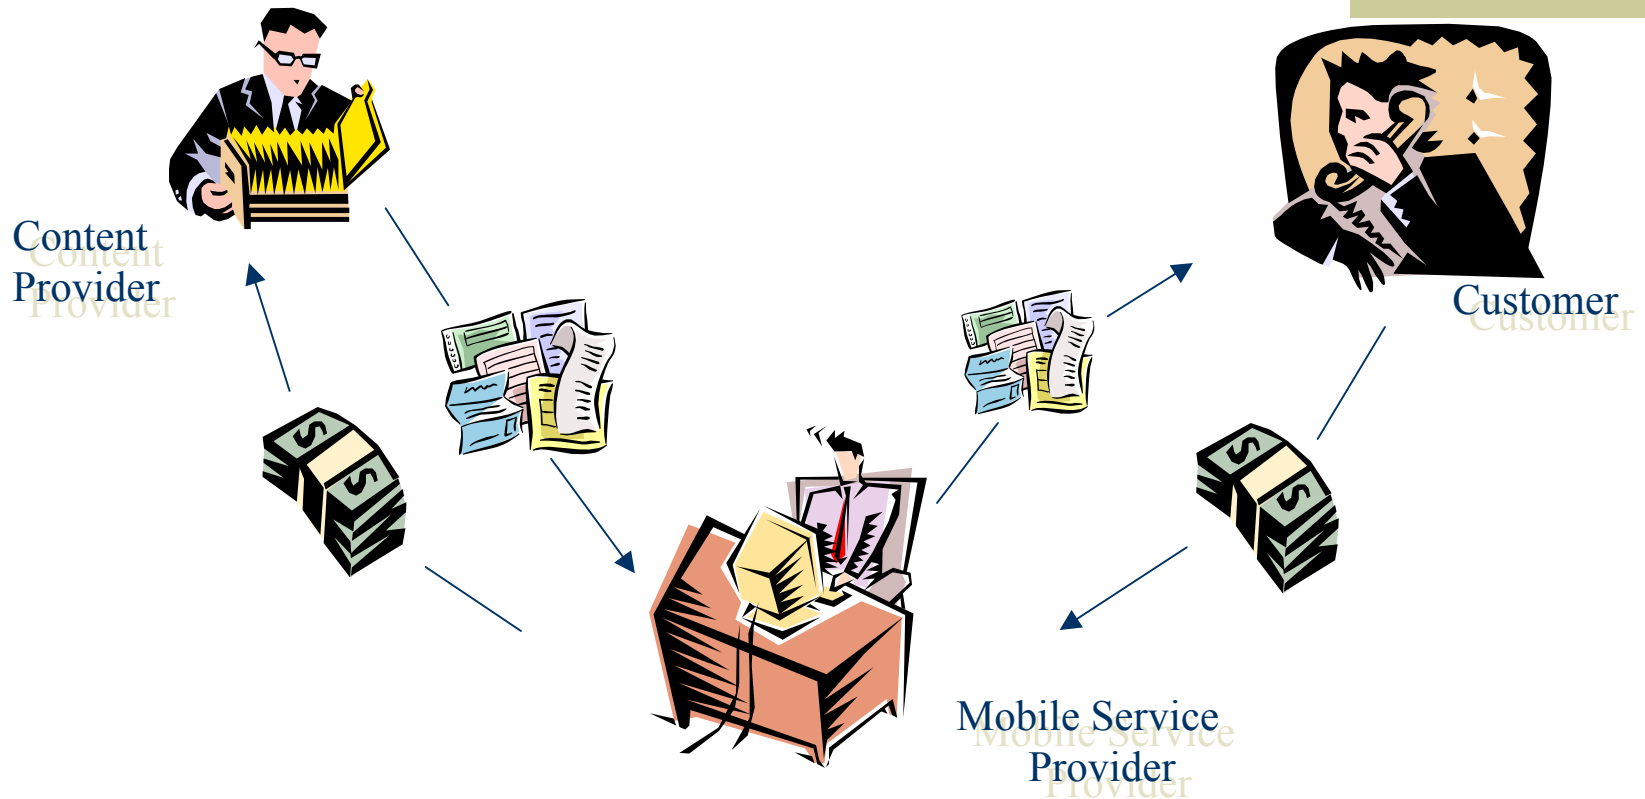 Content
Provider
Customer
Mobile Service
Provider